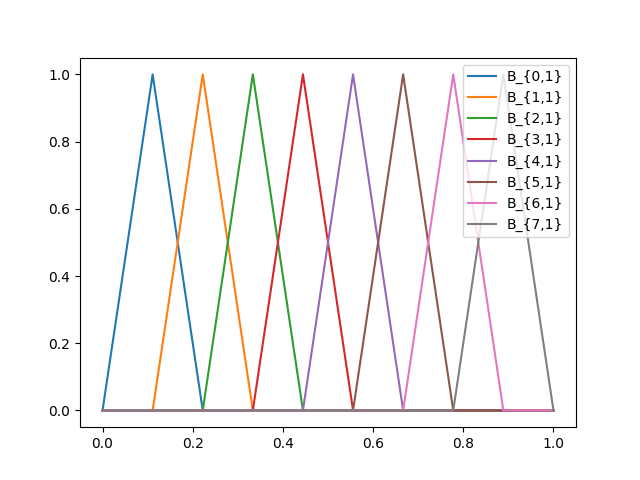 1.0
0.8
0.6
0.4
0.2
0.0
0.0 0.2 0.4 0.6 0.8 1.0
B_{0,1}
B_{1,1}
B_{2,1}
B_{3,1}
B_{4,1}
B_{5,1}
B_{6,1}
B_{7,1}